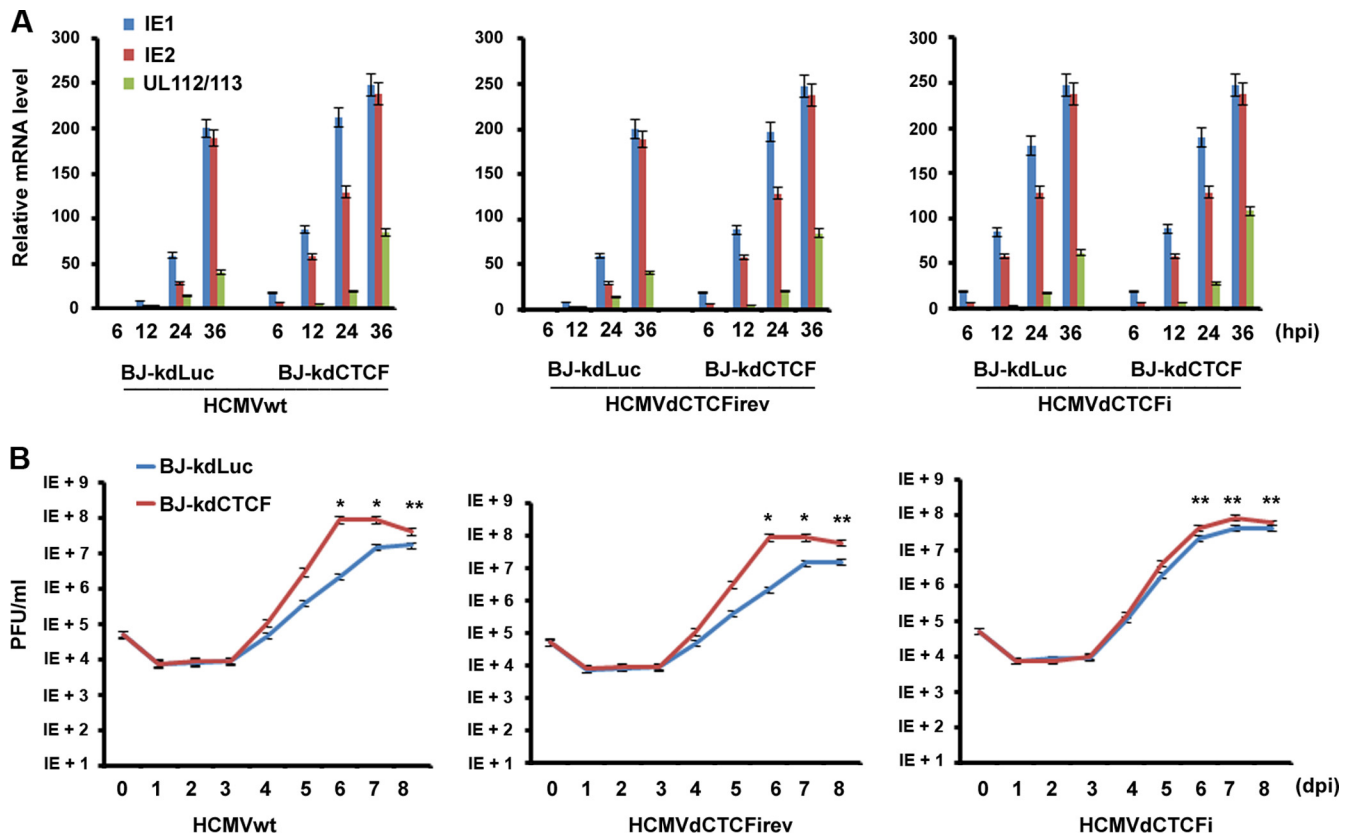 A
IE1
IE2
UL112/113
Relative mRNA level
300
250
200
150
100
50
0
6 12 24 36 6 12 24 36
BJ-kdLuc BJ-kdCTCF
HCMVwt
300
250
200
150
100
50
0
6 12 24 36 6 12 24 36
BJ-kdLuc BJ-kdCTCF
HCMVdCTCFirev
300
250
200
150
100
50
0
6 12 24 36 6 12 24 36 (hpi)
BJ-kdLuc BJ-kdCTCF
HCMVdCTCFi
B
BJ-kdLuc
BJ-kdCTCF
PFU/ml
IE + 9
IE + 8
IE + 7
IE + 6
IE + 5
IE + 4
IE + 3
IE + 2
IE + 1
* * **
0 1 2 3 4 5 6 7 8
HCMVwt
IE + 9
IE + 8
IE + 7
IE + 6
IE + 5
IE + 4
IE + 3
IE + 2
IE + 1
* * **
0 1 2 3 4 5 6 7 8
HCMVdCTCFirev
IE + 9
IE + 8
IE + 7
IE + 6
IE + 5
IE + 4
IE + 3
IE + 2
IE + 1
** ** **
0 1 2 3 4 5 6 7 8 (dpi)
HCMVdCTCFi